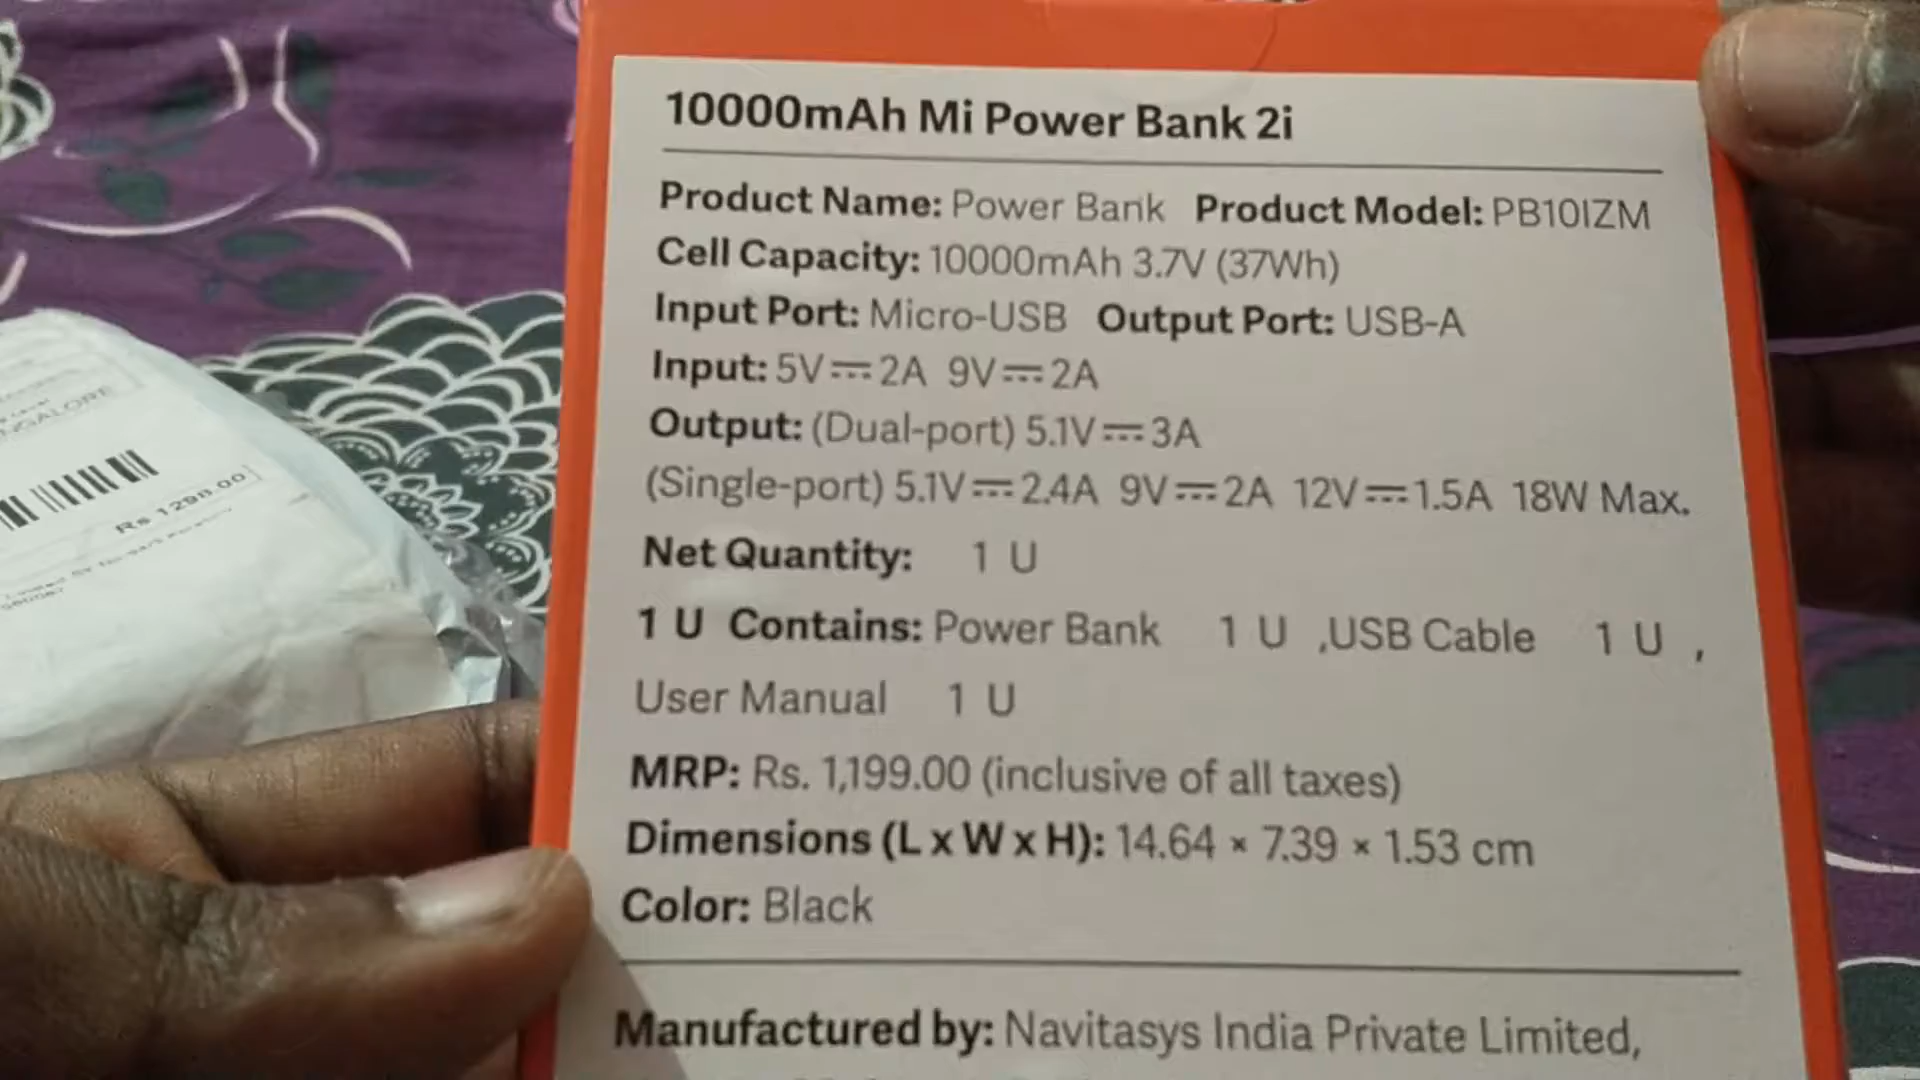 10000mAh Mi Power Bank 2i
Product Name: Power Bank Product Model: PB10IZM
Cell Capacity: 10000mAh 3.7V (37Wh)
Input Port: Micro-USB Output Port: USB-A
Input: 5V⎓2A 9V⎓2A
Output: (Dual-port) 5.1V⎓3A
(Single-port) 5.1V⎓2.4A 9V⎓2A 12V⎓1.5A 18W Max.
Net Quantity: 1 U
1 U Contains: Power Bank 1 U ,USB Cable 1 U ,
User Manual 1 U
MRP: Rs. 1,199.00 (inclusive of all taxes)
Dimensions (L x W x H): 14.64 × 7.39 × 1.53 cm
Color: Black
Manufactured by: Navitasys India Private Limited,
NGALORE
Rs 1298.00